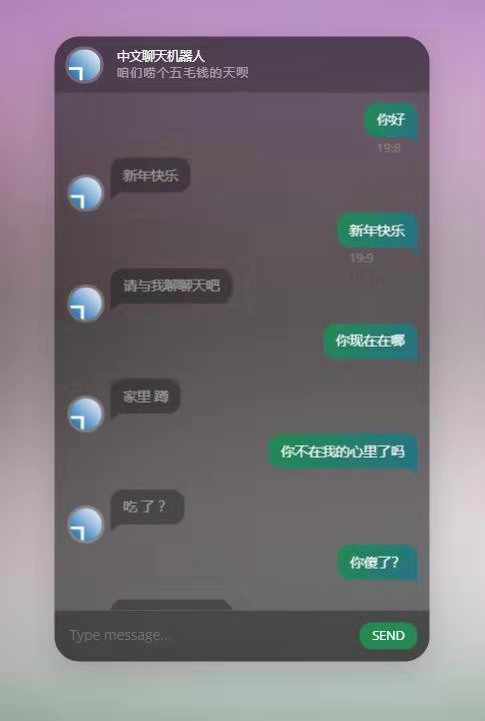 中文聊天机器人
咱们唠个五毛钱的天呗
你好
19:8
新年快乐
新年快乐
19:9
请与我聊聊天吧
你现在在哪
家里 蹲
你不在我的心里了吗
吃 了 ？
你傻了?
Type message...
SEND